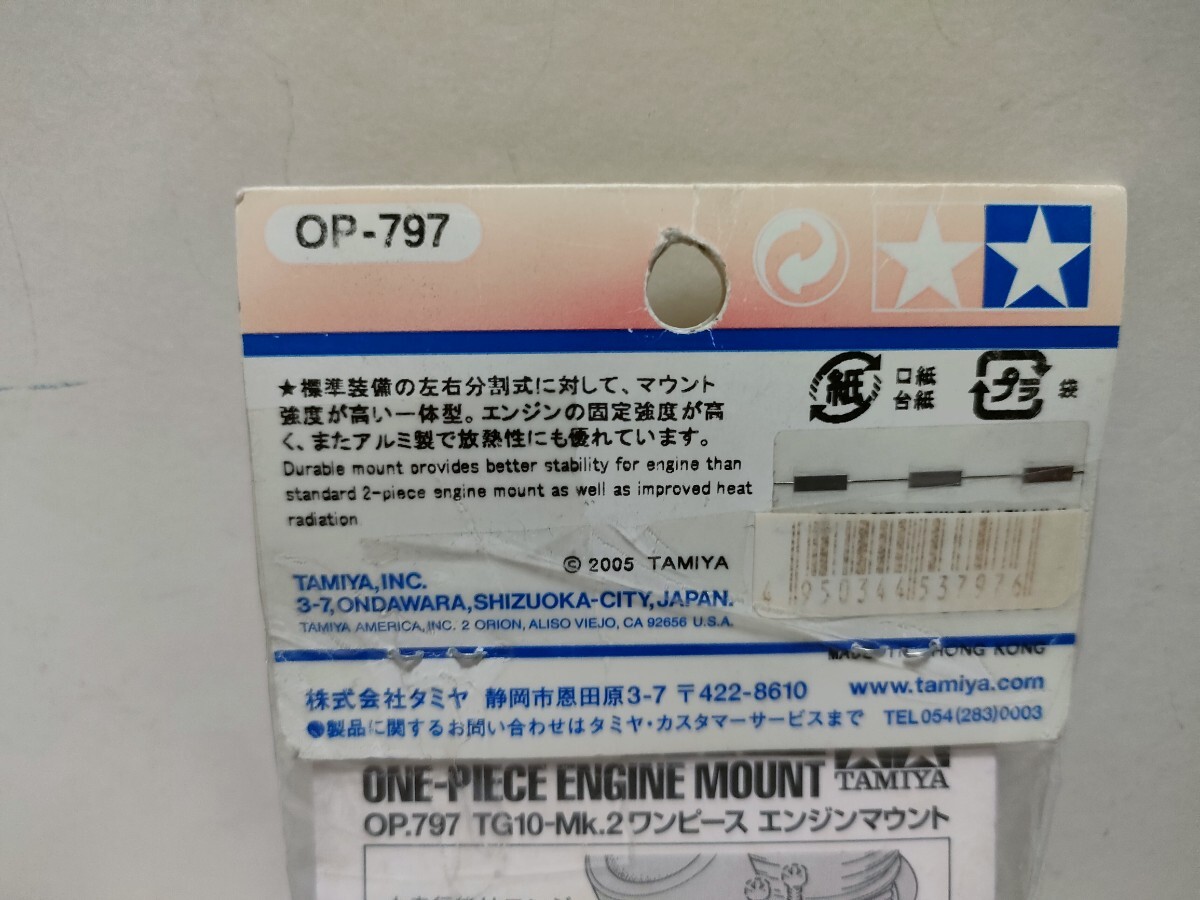 OP-797
★標準装備の左右分割式に対して、マウント
強度が高い一体型。エンジンの固定強度が高
く、またアルミ製で放熱性にも優れています。
Durable mount provides better stability for engine than
standard 2-piece engine mount as well as improved heat
radiation
紙
口紙
台紙
プラ
袋
© 2005 TAMIYA
4 950344 537976
TAMIYA,INC.
3-7,ONDAWARA,SHIZUOKA-CITY,JAPAN.
TAMIYA AMERICA, INC. 2 ORION, ALISO VIEJO, CA 92656 U.S.A.
MADE IN HONG KONG
株式会社タミヤ 静岡市恩田原3-7 〒422-8610 www.tamiya.com
●製品に関するお問い合わせはタミヤ・カスタマーサービスまで TEL 054(283)0003
ONE-PIECE ENGINE MOUNT TAMIYA
OP.797 TG10-Mk.2ワンピース エンジンマウント